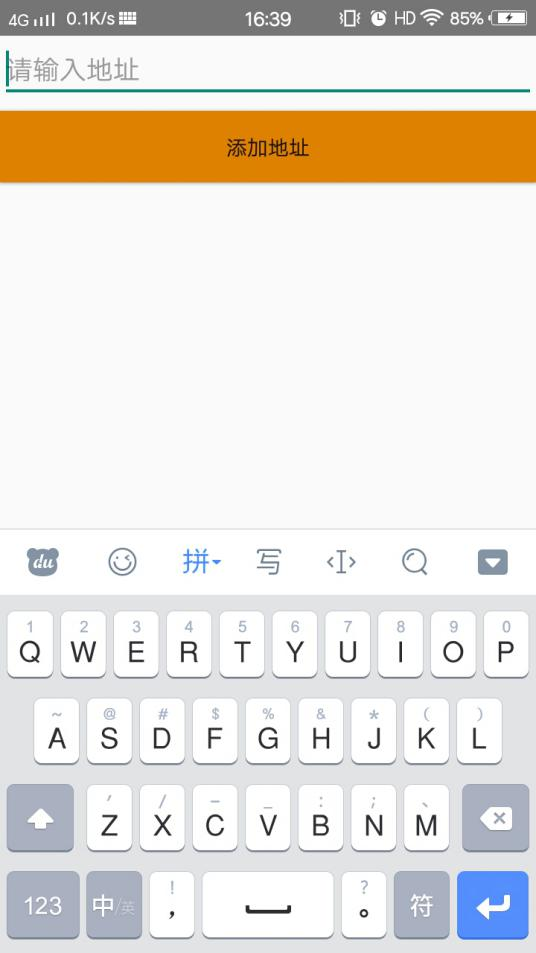 4G 0.1K/s 16:39 HD 85%
请输入地址
添加地址
du 拼 写
1 2 3 4 5 6 7 8 9 0
Q W E R T Y U I O P
~ @ # $ % & * ( )
A S D F G H J K L
' / - _ : ; 、
Z X C V B N M
! ?
123 中/英 , 。 符